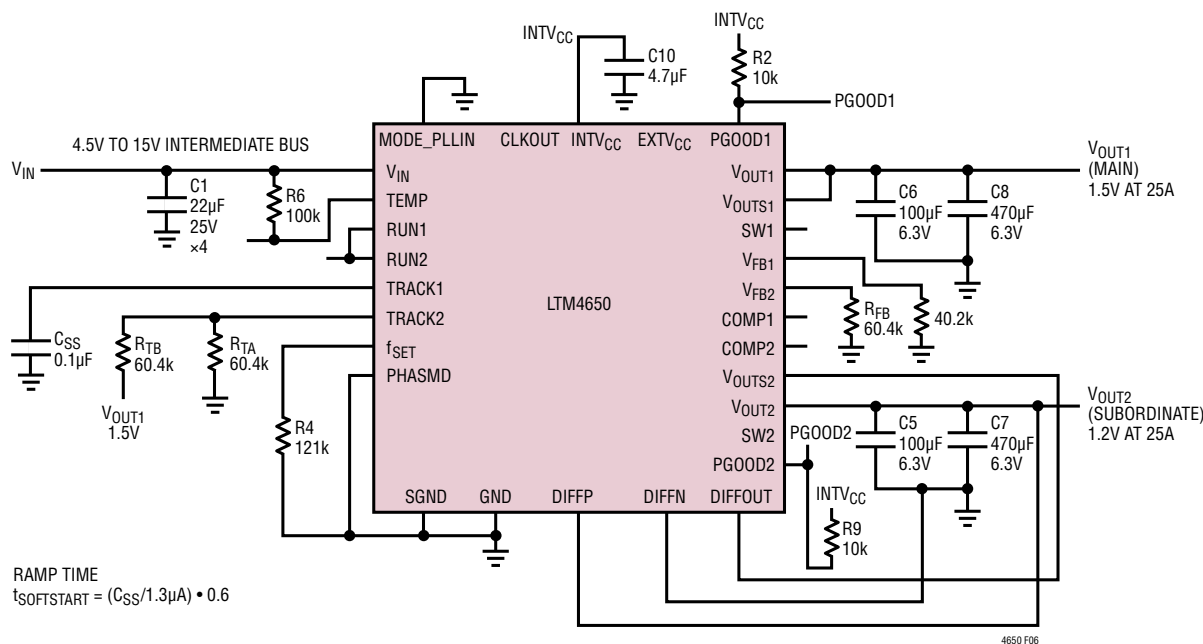 INTVCC
C10
4.7µF
INTVCC
R2
10k
PGOOD1
4.5V TO 15V INTERMEDIATE BUS
VIN
C1
22µF
25V
×4
R6
100k
MODE_PLLIN
CLKOUT
INTVCC
EXTVCC
PGOOD1
VIN
TEMP
RUN1
RUN2
TRACK1
TRACK2
fSET
PHASMD
LTM4650
VOUT1
VOUTS1
SW1
VFB1
VFB2
COMP1
COMP2
VOUTS2
VOUT2
SW2
PGOOD2
SGND
GND
DIFFP
DIFFN
DIFFOUT
VOUT1
(MAIN)
1.5V AT 25A
C6
100µF
6.3V
C8
470µF
6.3V
RFB
60.4k
40.2k
CSS
0.1µF
RTB
60.4k
RTA
60.4k
VOUT1
1.5V
R4
121k
VOUT2
(SUBORDINATE)
1.2V AT 25A
C5
100µF
6.3V
C7
470µF
6.3V
PGOOD2
INTVCC
R9
10k
RAMP TIME
tSOFTSTART = (CSS/1.3µA) • 0.6
4650 F06